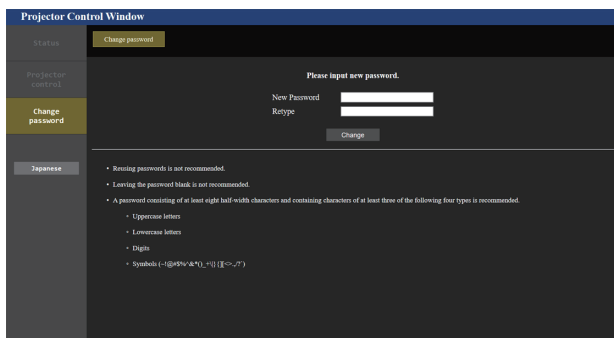 Projector Control Window
Status
Change password
Projector
control
Change
password
Japanese
Please input new password.
New Password
Retype
Change
• Reusing passwords is not recommended.
• Leaving the password blank is not recommended.
• A password consisting of at least eight half-width characters and containing characters of at least three of the following four types is recommended.
• Uppercase letters
• Lowercase letters
• Digits
• Symbols (~!@#$%^&*()_+\|}{][<>.,/?`)